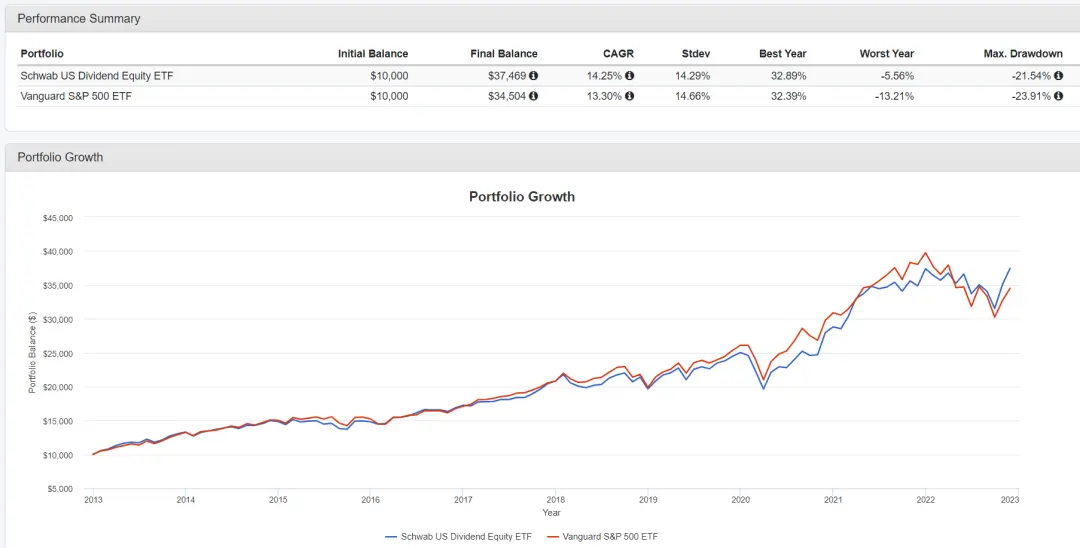 Performance Summary
Portfolio Initial Balance Final Balance CAGR Stdev Best Year Worst Year Max. Drawdown
Schwab US Dividend Equity ETF $10,000 $37,469 14.25% 14.29% 32.89% -5.56% -21.54%
Vanguard S&P 500 ETF $10,000 $34,504 13.30% 14.66% 32.39% -13.21% -23.91%
Portfolio Growth
Portfolio Growth
$45,000
$40,000
$35,000
$30,000
$25,000
$20,000
$15,000
$10,000
$5,000
Portfolio Balance ($)
2013 2014 2015 2016 2017 2018 2019 2020 2021 2022 2023
Year
Schwab US Dividend Equity ETF Vanguard S&P 500 ETF